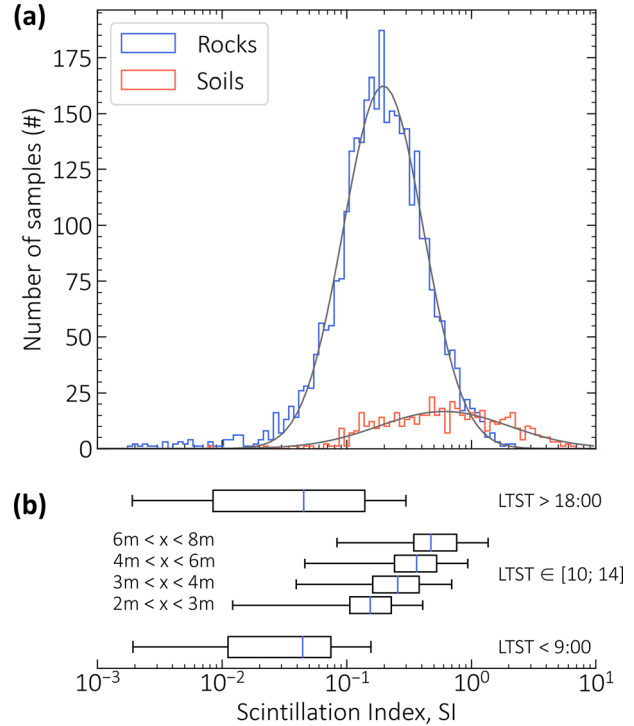 (a)
Rocks
Soils
Number of samples (#)
175
150
125
100
75
50
25
0
(b)
LTST > 18:00
6m < x < 8m
4m < x < 6m
3m < x < 4m
2m < x < 3m
LTST ∈ [10; 14]
LTST < 9:00
10⁻³ 10⁻² 10⁻¹ 10⁰ 10¹
Scintillation Index, SI